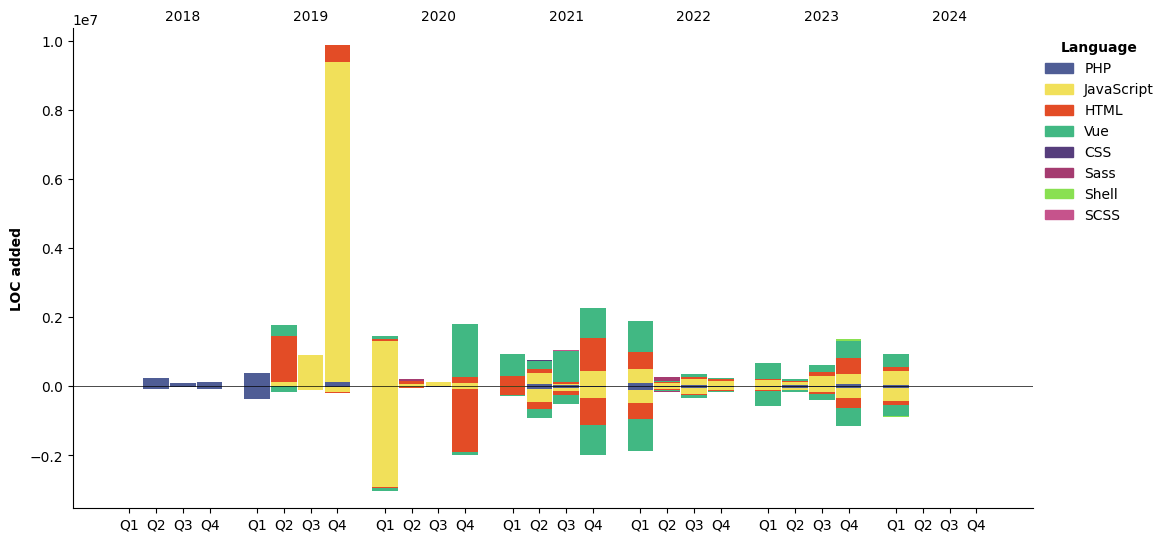 2018 2019 2020 2021 2022 2023 2024
1e7
Language
PHP
JavaScript
HTML
Vue
CSS
Sass
Shell
SCSS
LOC added
1.0
0.8
0.6
0.4
0.2
0.0
−0.2
Q1 Q2 Q3 Q4 Q1 Q2 Q3 Q4 Q1 Q2 Q3 Q4 Q1 Q2 Q3 Q4 Q1 Q2 Q3 Q4 Q1 Q2 Q3 Q4 Q1 Q2 Q3 Q4